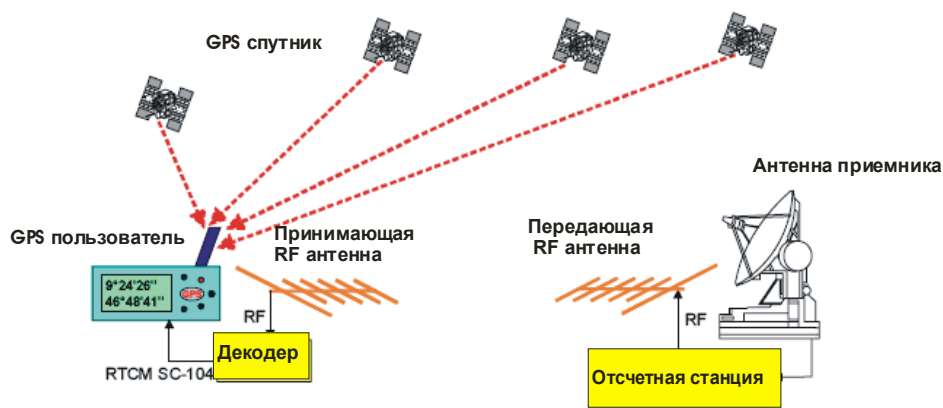 GPS спутник
Антенна приемника
GPS пользователь
Принимающая
RF антенна
Передающая
RF антенна
9°24'26"
46°48'41"
GPS
RF
RF
Декодер
RTCM SC-104
Отсчетная станция